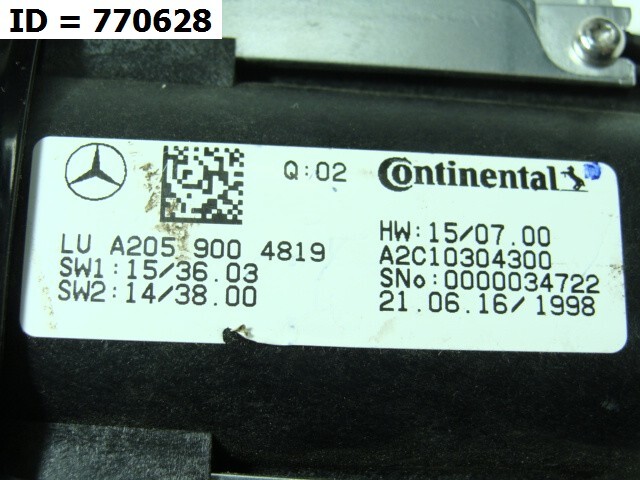 ID = 770628
Q:02
Continental
LU A205 900 4819
SW1:15/36.03
SW2:14/38.00
HW:15/07.00
A2C10304300
SNo:0000034722
21.06.16/1998